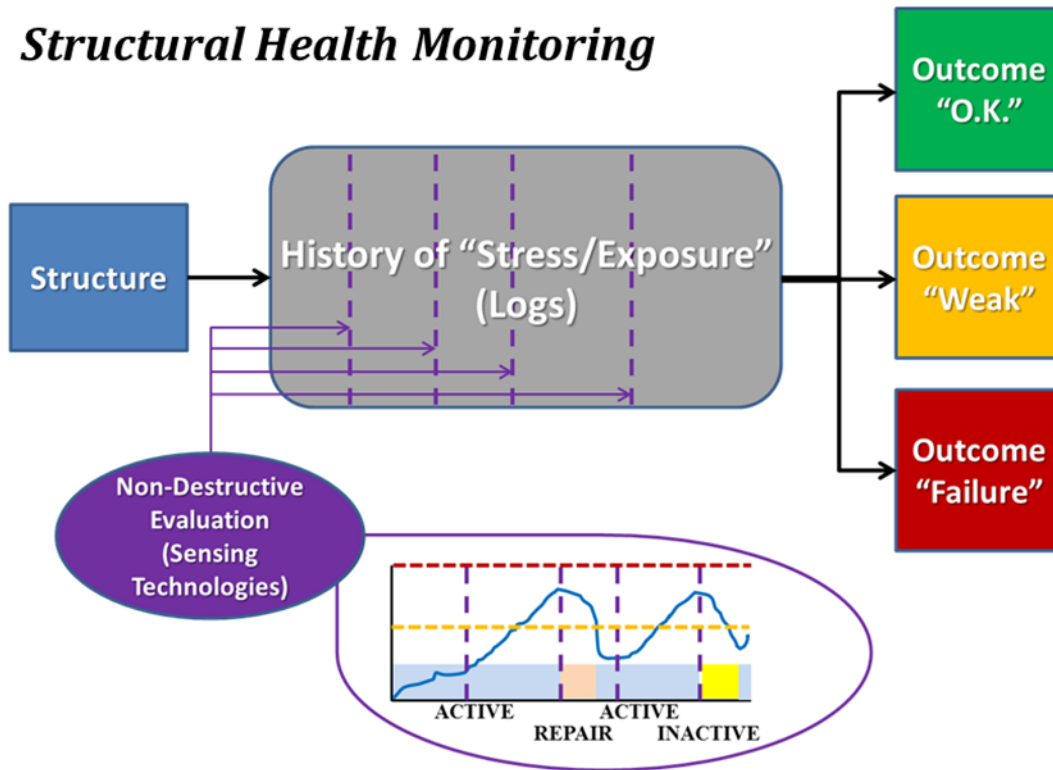 Structural Health Monitoring
Structure
History of “Stress/Exposure”
(Logs)
Outcome
“O.K.”
Outcome
“Weak”
Outcome
“Failure”
Non-Destructive
Evaluation
(Sensing
Technologies)
ACTIVE
REPAIR
ACTIVE
INACTIVE